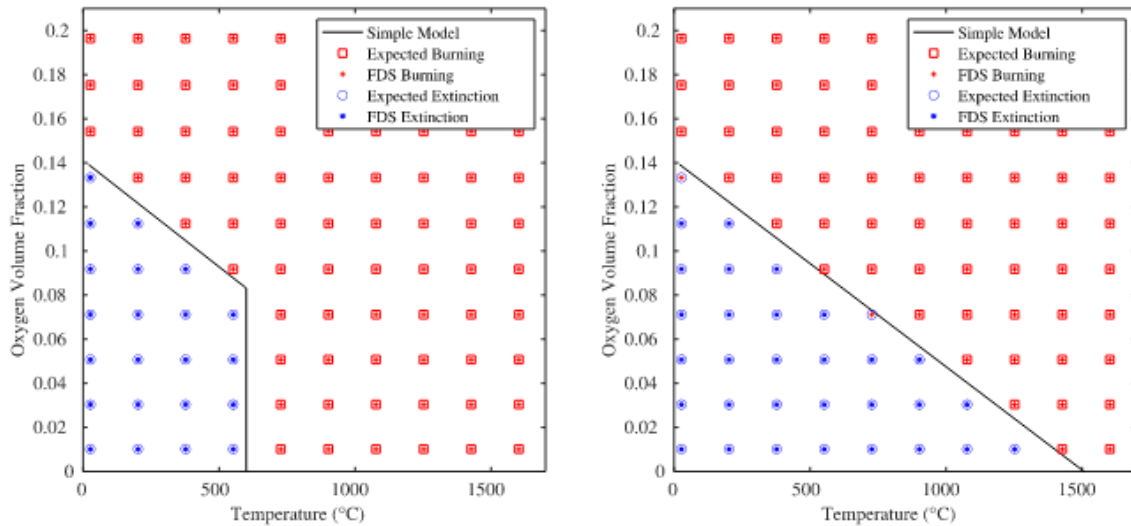 0.2
0.18
0.16
0.14
0.12
0.1
0.08
0.06
0.04
0.02
0
Oxygen Volume Fraction
Simple Model
Expected Burning
FDS Burning
Expected Extinction
FDS Extinction
0 500 1000 1500
Temperature (°C)
0.2
0.18
0.16
0.14
0.12
0.1
0.08
0.06
0.04
0.02
0
Oxygen Volume Fraction
Simple Model
Expected Burning
FDS Burning
Expected Extinction
FDS Extinction
0 500 1000 1500
Temperature (°C)